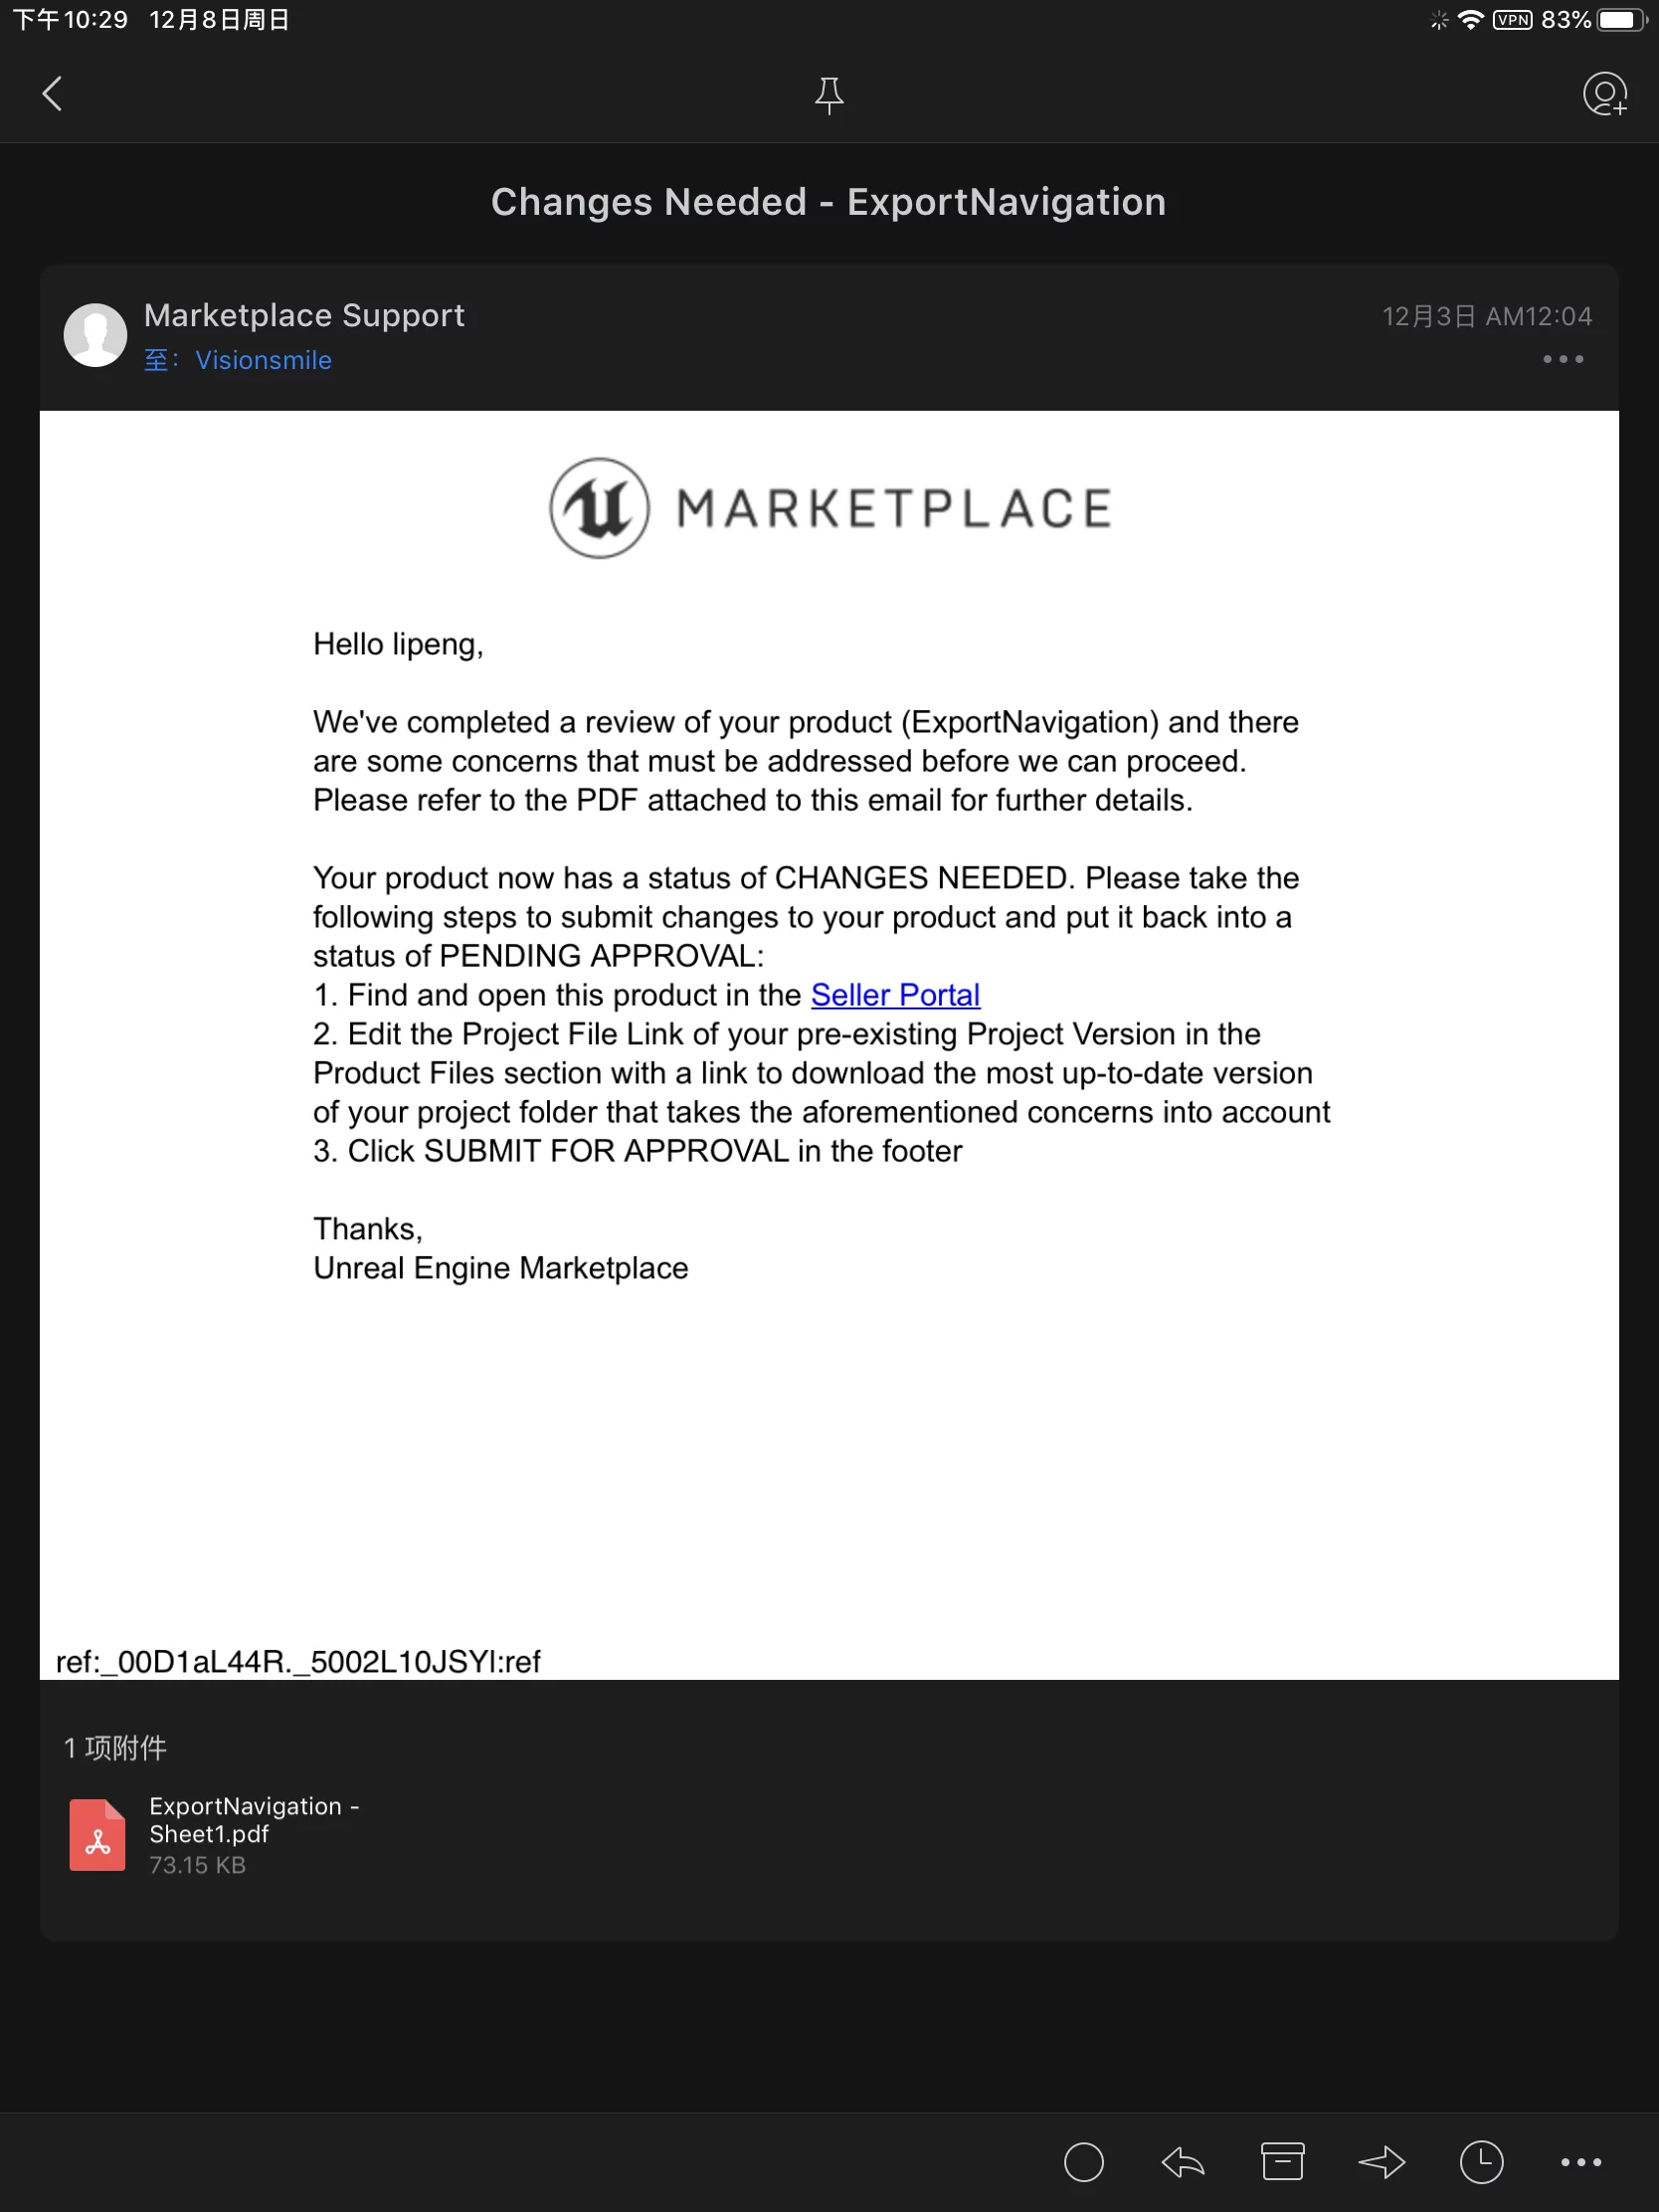 下午10:29 12月8日周日
VPN 83%
Changes Needed - ExportNavigation
Marketplace Support
12月3日 AM12:04
至： Visionsmile
MARKETPLACE
Hello lipeng,
We've completed a review of your product (ExportNavigation) and there
are some concerns that must be addressed before we can proceed.
Please refer to the PDF attached to this email for further details.
Your product now has a status of CHANGES NEEDED. Please take the
following steps to submit changes to your product and put it back into a
status of PENDING APPROVAL:
1. Find and open this product in the Seller Portal
2. Edit the Project File Link of your pre-existing Project Version in the
Product Files section with a link to download the most up-to-date version
of your project folder that takes the aforementioned concerns into account
3. Click SUBMIT FOR APPROVAL in the footer
Thanks,
Unreal Engine Marketplace
ref:_00D1aL44R._5002L10JSYl:ref
1 项附件
ExportNavigation -
Sheet1.pdf
73.15 KB